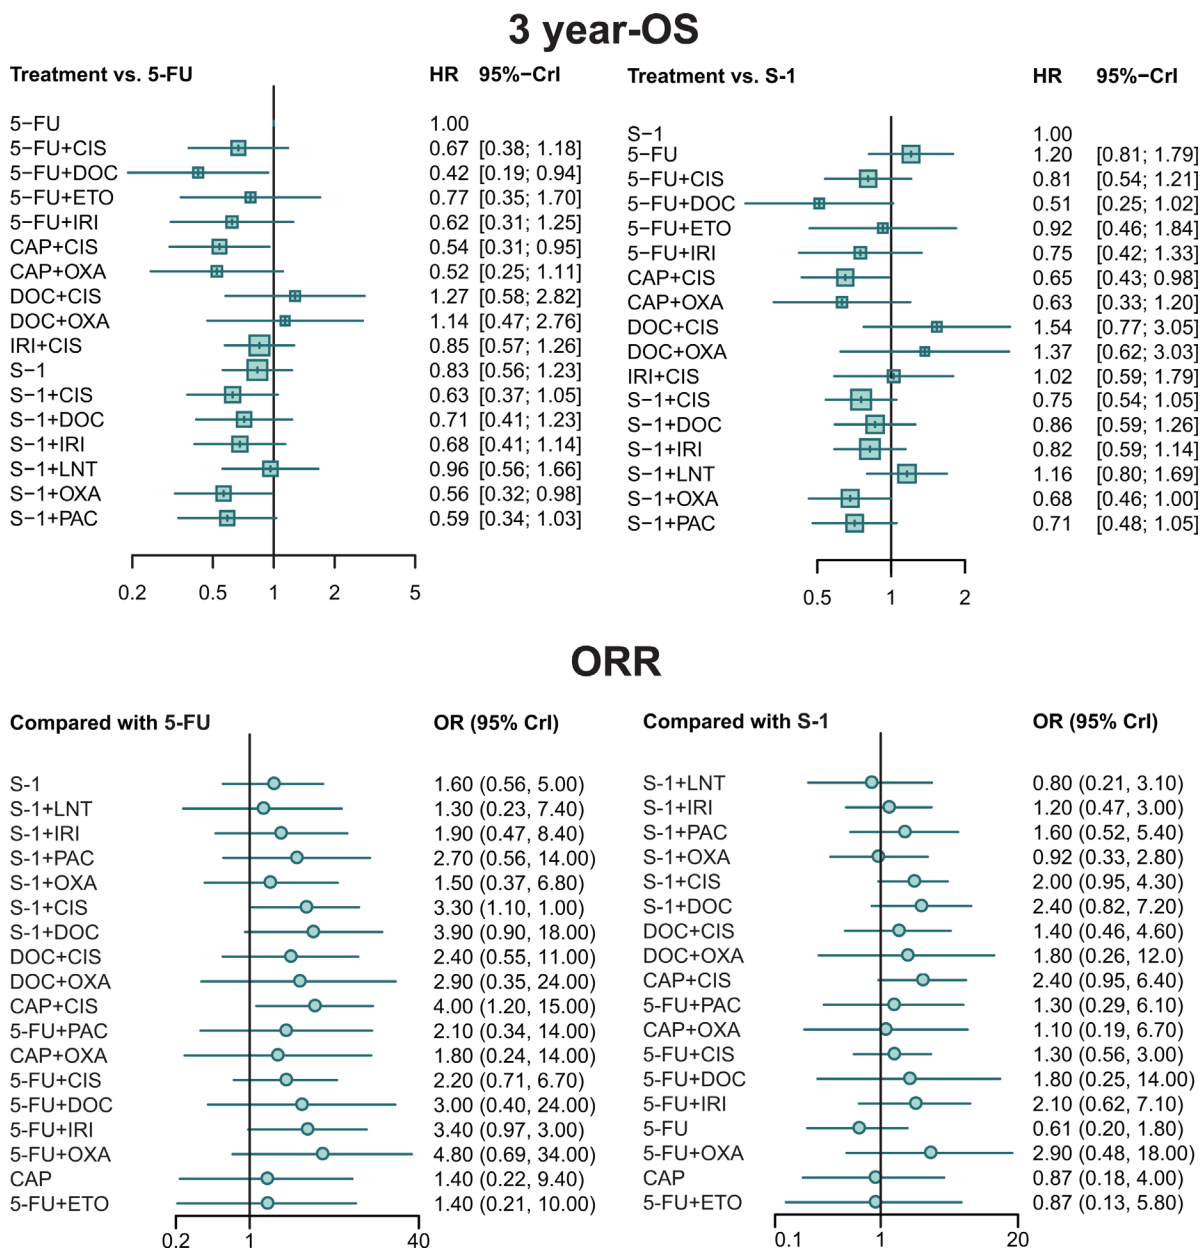 3 year-OS
Treatment vs. 5-FU HR 95%−CrI
5−FU 1.00
5−FU+CIS 0.67 [0.38; 1.18]
5−FU+DOC 0.42 [0.19; 0.94]
5−FU+ETO 0.77 [0.35; 1.70]
5−FU+IRI 0.62 [0.31; 1.25]
CAP+CIS 0.54 [0.31; 0.95]
CAP+OXA 0.52 [0.25; 1.11]
DOC+CIS 1.27 [0.58; 2.82]
DOC+OXA 1.14 [0.47; 2.76]
IRI+CIS 0.85 [0.57; 1.26]
S−1 0.83 [0.56; 1.23]
S−1+CIS 0.63 [0.37; 1.05]
S−1+DOC 0.71 [0.41; 1.23]
S−1+IRI 0.68 [0.41; 1.14]
S−1+LNT 0.96 [0.56; 1.66]
S−1+OXA 0.56 [0.32; 0.98]
S−1+PAC 0.59 [0.34; 1.03]
0.2 0.5 1 2 5
Treatment vs. S-1 HR 95%−CrI
S−1 1.00
5−FU 1.20 [0.81; 1.79]
5−FU+CIS 0.81 [0.54; 1.21]
5−FU+DOC 0.51 [0.25; 1.02]
5−FU+ETO 0.92 [0.46; 1.84]
5−FU+IRI 0.75 [0.42; 1.33]
CAP+CIS 0.65 [0.43; 0.98]
CAP+OXA 0.63 [0.33; 1.20]
DOC+CIS 1.54 [0.77; 3.05]
DOC+OXA 1.37 [0.62; 3.03]
IRI+CIS 1.02 [0.59; 1.79]
S−1+CIS 0.75 [0.54; 1.05]
S−1+DOC 0.86 [0.59; 1.26]
S−1+IRI 0.82 [0.59; 1.14]
S−1+LNT 1.16 [0.80; 1.69]
S−1+OXA 0.68 [0.46; 1.00]
S−1+PAC 0.71 [0.48; 1.05]
0.5 1 2
ORR
Compared with 5-FU OR (95% CrI)
S-1 1.60 (0.56, 5.00)
S-1+LNT 1.30 (0.23, 7.40)
S-1+IRI 1.90 (0.47, 8.40)
S-1+PAC 2.70 (0.56, 14.00)
S-1+OXA 1.50 (0.37, 6.80)
S-1+CIS 3.30 (1.10, 1.00)
S-1+DOC 3.90 (0.90, 18.00)
DOC+CIS 2.40 (0.55, 11.00)
DOC+OXA 2.90 (0.35, 24.00)
CAP+CIS 4.00 (1.20, 15.00)
5-FU+PAC 2.10 (0.34, 14.00)
CAP+OXA 1.80 (0.24, 14.00)
5-FU+CIS 2.20 (0.71, 6.70)
5-FU+DOC 3.00 (0.40, 24.00)
5-FU+IRI 3.40 (0.97, 3.00)
5-FU+OXA 4.80 (0.69, 34.00)
CAP 1.40 (0.22, 9.40)
5-FU+ETO 1.40 (0.21, 10.00)
0.2 1 40
Compared with S-1 OR (95% CrI)
S-1+LNT 0.80 (0.21, 3.10)
S-1+IRI 1.20 (0.47, 3.00)
S-1+PAC 1.60 (0.52, 5.40)
S-1+OXA 0.92 (0.33, 2.80)
S-1+CIS 2.00 (0.95, 4.30)
S-1+DOC 2.40 (0.82, 7.20)
DOC+CIS 1.40 (0.46, 4.60)
DOC+OXA 1.80 (0.26, 12.0)
CAP+CIS 2.40 (0.95, 6.40)
5-FU+PAC 1.30 (0.29, 6.10)
CAP+OXA 1.10 (0.19, 6.70)
5-FU+CIS 1.30 (0.56, 3.00)
5-FU+DOC 1.80 (0.25, 14.00)
5-FU+IRI 2.10 (0.62, 7.10)
5-FU 0.61 (0.20, 1.80)
5-FU+OXA 2.90 (0.48, 18.00)
CAP 0.87 (0.18, 4.00)
5-FU+ETO 0.87 (0.13, 5.80)
0.1 1 20